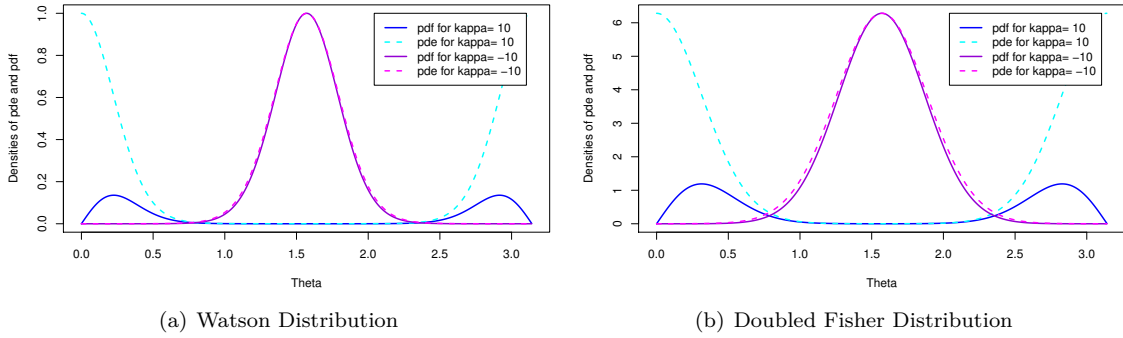 Densities of pde and pdf
1.0
0.8
0.6
0.4
0.2
0.0
pdf for kappa= 10
pde for kappa= 10
pdf for kappa= −10
pde for kappa= −10
0.0 0.5 1.0 1.5 2.0 2.5 3.0
Theta
(a) Watson Distribution
Densities of pde and pdf
6
5
4
3
2
1
0
pdf for kappa= 10
pde for kappa= 10
pdf for kappa= −10
pde for kappa= −10
0.0 0.5 1.0 1.5 2.0 2.5 3.0
Theta
(b) Doubled Fisher Distribution